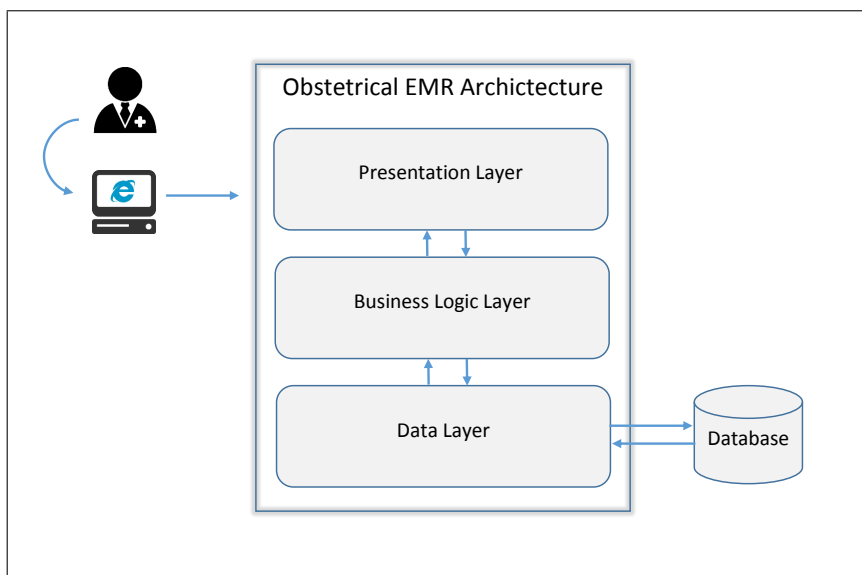 Obstetrical EMR Archictecture
Presentation Layer
Business Logic Layer
Data Layer
Database